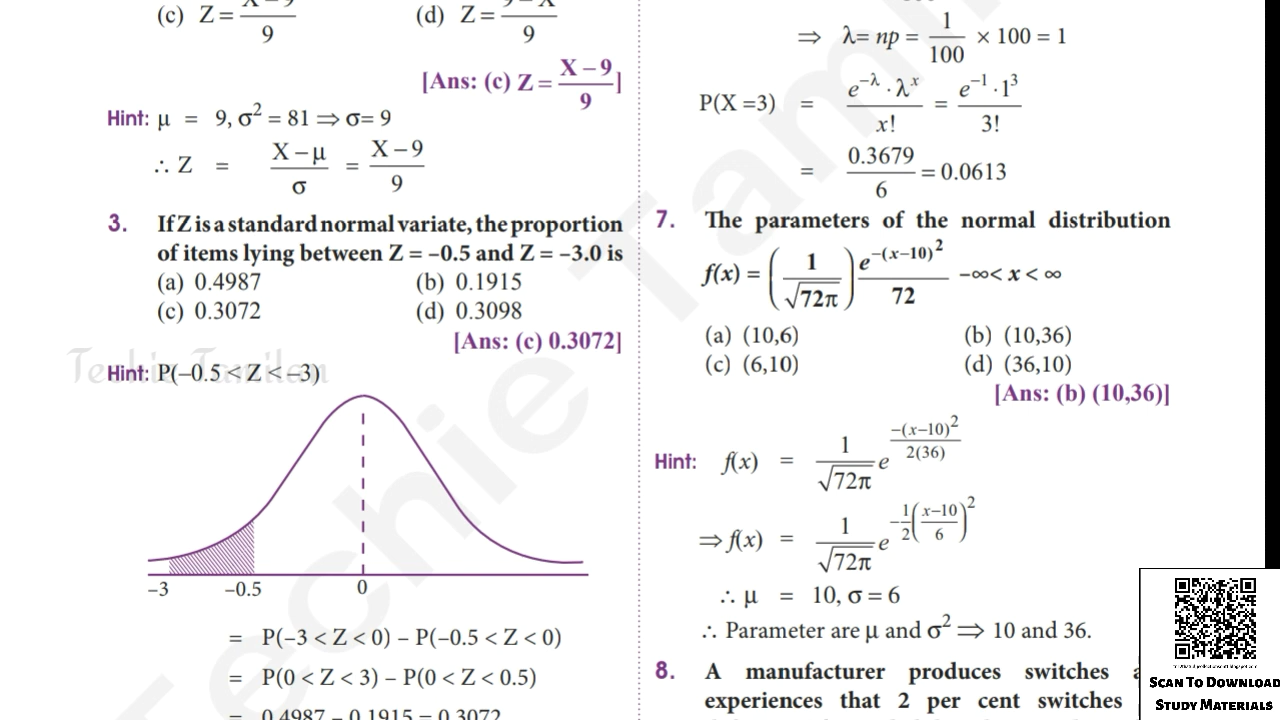 (c) Z = X – 9 / 9 (d) Z = 9 – X / 9
[Ans: (c) Z = X – 9 / 9]
Hint: μ = 9, σ² = 81 ⇒ σ= 9
∴ Z = X – μ / σ = X – 9 / 9
3. If Z is a standard normal variate, the proportion
of items lying between Z = –0.5 and Z = –3.0 is
(a) 0.4987 (b) 0.1915
(c) 0.3072 (d) 0.3098
[Ans: (c) 0.3072]
Techie Tamilan
Hint: P(–0.5 < Z < –3)
–3 –0.5 0
= P(–3 < Z < 0) – P(–0.5 < Z < 0)
= P(0 < Z < 3) – P(0 < Z < 0.5)
= 0.4987 – 0.1915 = 0.3072
⇒ λ= np = 1/100 × 100 = 1
P(X =3) = e^–λ · λ^x / x! = e^–1 · 1³ / 3!
= 0.3679 / 6 = 0.0613
7. The parameters of the normal distribution
f(x) = (1/√72π) e^–(x–10)² / 72 –∞< x < ∞
(a) (10,6) (b) (10,36)
(c) (6,10) (d) (36,10)
[Ans: (b) (10,36)]
Hint: f(x) = 1/√72π e^–(x–10)²/2(36)
⇒ f(x) = 1/√72π e^–1/2(x–10/6)²
∴ μ = 10, σ = 6
∴ Parameter are μ and σ² ⇒ 10 and 36.
8. A manufacturer produces switches
experiences that 2 per cent switches
Techie Tamil
SCAN TO DOWNLOAD
STUDY MATERIALS